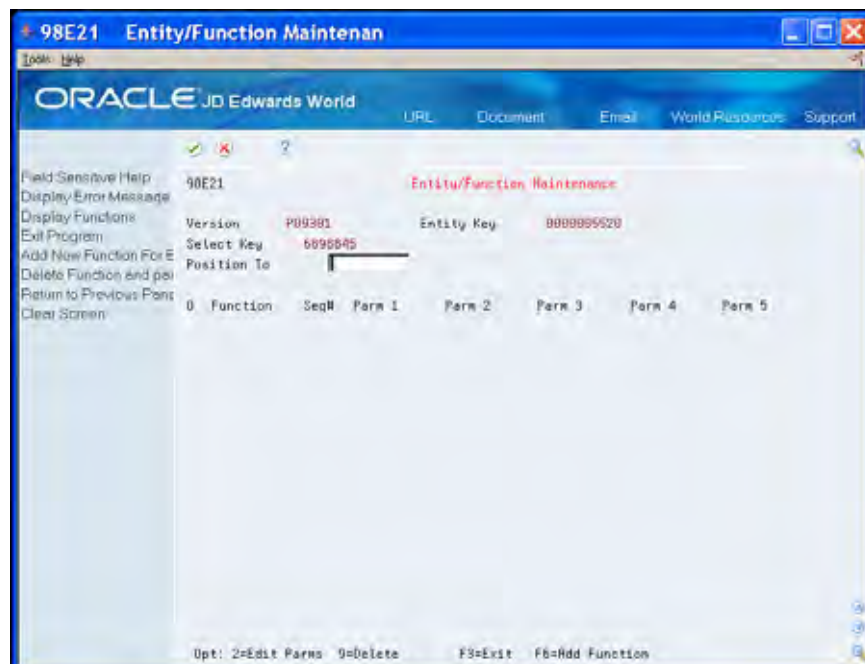 98E21 Entity/Function Maintenan
Tools Help
ORACLE JD Edwards World
URL Document Email World Resources Support
Field Sensitive Help
Display Error Message
Display Functions
Exit Program
Add New Function For E
Delete Function and par
Return to Previous Pane
Clear Screen
98E21 Entity/Function Maintenance
Version P09301 Entity Key
Select Key
Position To
O Function Seq# Parm 1 Parm 2 Parm 3 Parm 4 Parm 5
Opt: 2=Edit Parms 9=Delete F3=Exit F6=Add Function